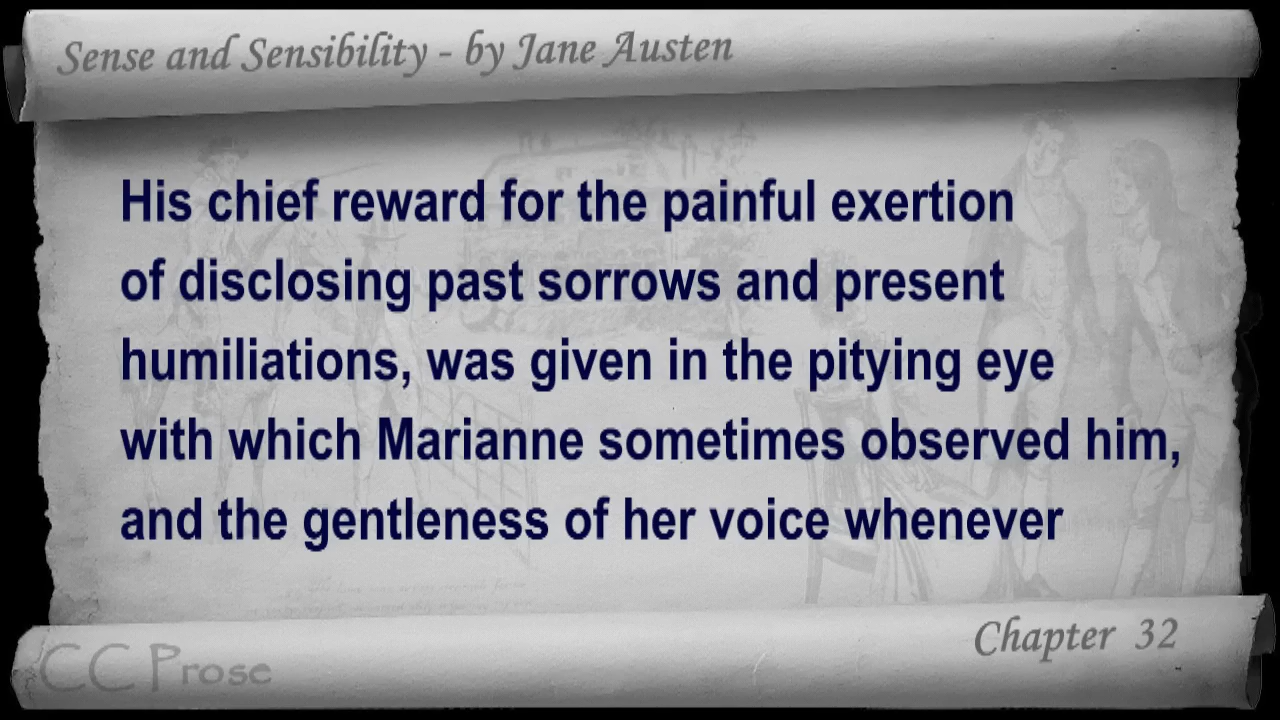 Sense and Sensibility - by Jane Austen
His chief reward for the painful exertion
of disclosing past sorrows and present
humiliations, was given in the pitying eye
with which Marianne sometimes observed him,
and the gentleness of her voice whenever
Chapter 32
CC Prose